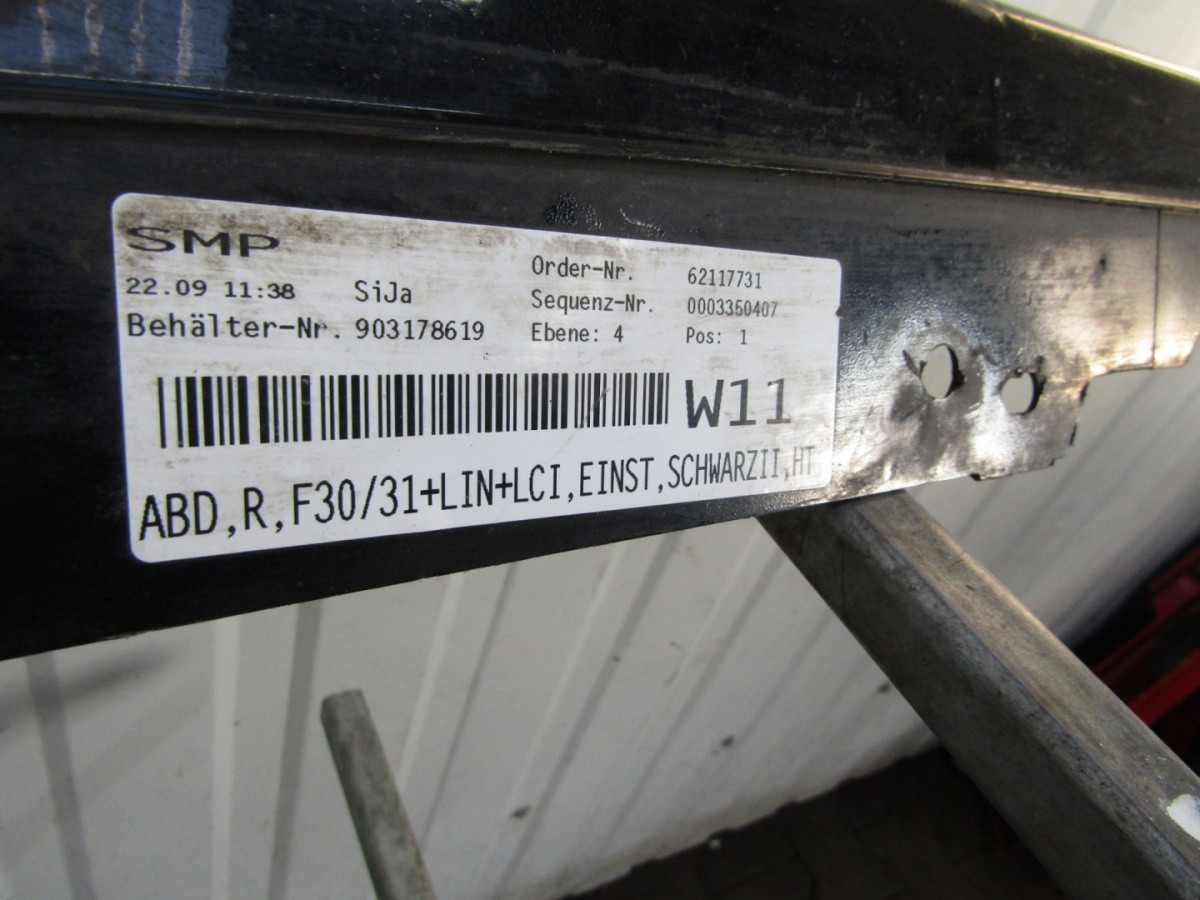 SMP
22.09 11:38 SiJa
Behälter-Nr. 903178619
Order-Nr. 62117731
Sequenz-Nr. 0003350407
Ebene: 4 Pos: 1
W11
ABD,R,F30/31+LIN+LCI,EINST,SCHWARZII,HT